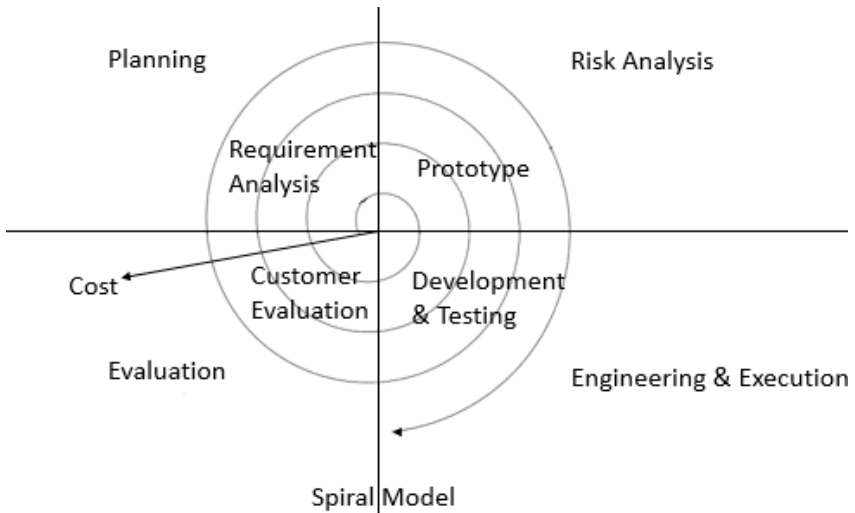 Planning
Risk Analysis
Requirement
Analysis
Prototype
Cost
Customer
Evaluation
Development
& Testing
Evaluation
Engineering & Execution
Spiral Model